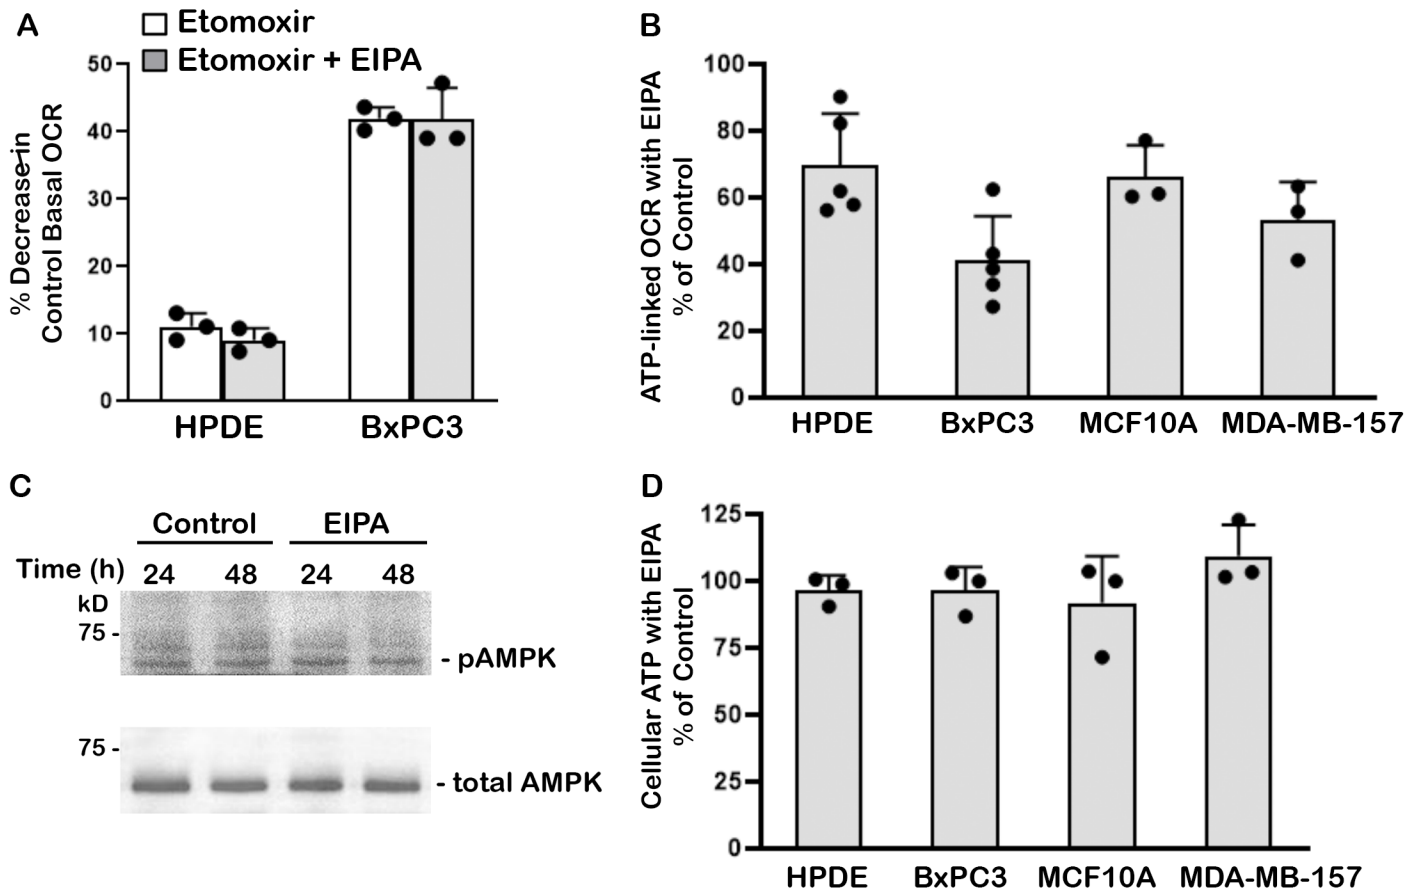 A
Etomoxir
Etomoxir + EIPA
% Decrease in
Control Basal OCR
50
40
30
20
10
0
HPDE
BxPC3
B
ATP-linked OCR with EIPA
% of Control
100
80
60
40
20
0
HPDE
BxPC3
MCF10A
MDA-MB-157
C
Control
EIPA
Time (h)
24
48
24
48
kD
75 -
- pAMPK
75 -
- total AMPK
D
Cellular ATP with EIPA
% of Control
125
100
75
50
25
0
HPDE
BxPC3
MCF10A
MDA-MB-157